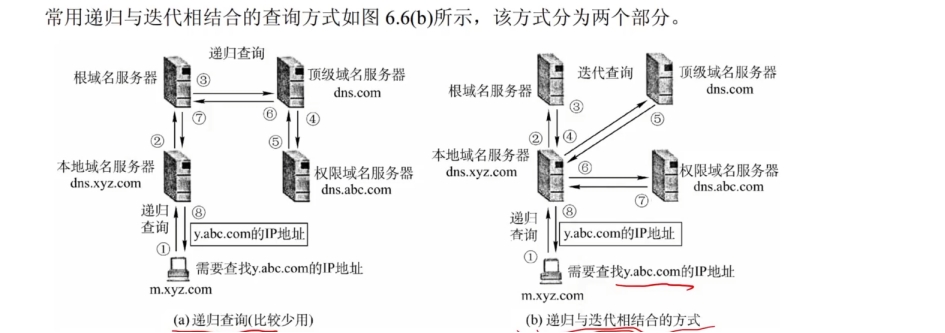 常用递归与迭代相结合的查询方式如图 6.6(b)所示，该方式分为两个部分。
递归查询
根域名服务器
③
顶级域名服务器
dns.com
⑦
⑥
④
②
⑤
本地域名服务器
dns.xyz.com
权限域名服务器
dns.abc.com
递归
查询
⑧
y.abc.com的IP地址
①
需要查找y.abc.com的IP地址
m.xyz.com
(a) 递归查询(比较少用)
迭代查询
顶级域名服务器
dns.com
根域名服务器
③
⑤
②
④
本地域名服务器
dns.xyz.com
⑥
权限域名服务器
dns.abc.com
⑦
递归
查询
⑧
y.abc.com的IP地址
①
需要查找y.abc.com的IP地址
m.xyz.com
(b) 递归与迭代相结合的方式